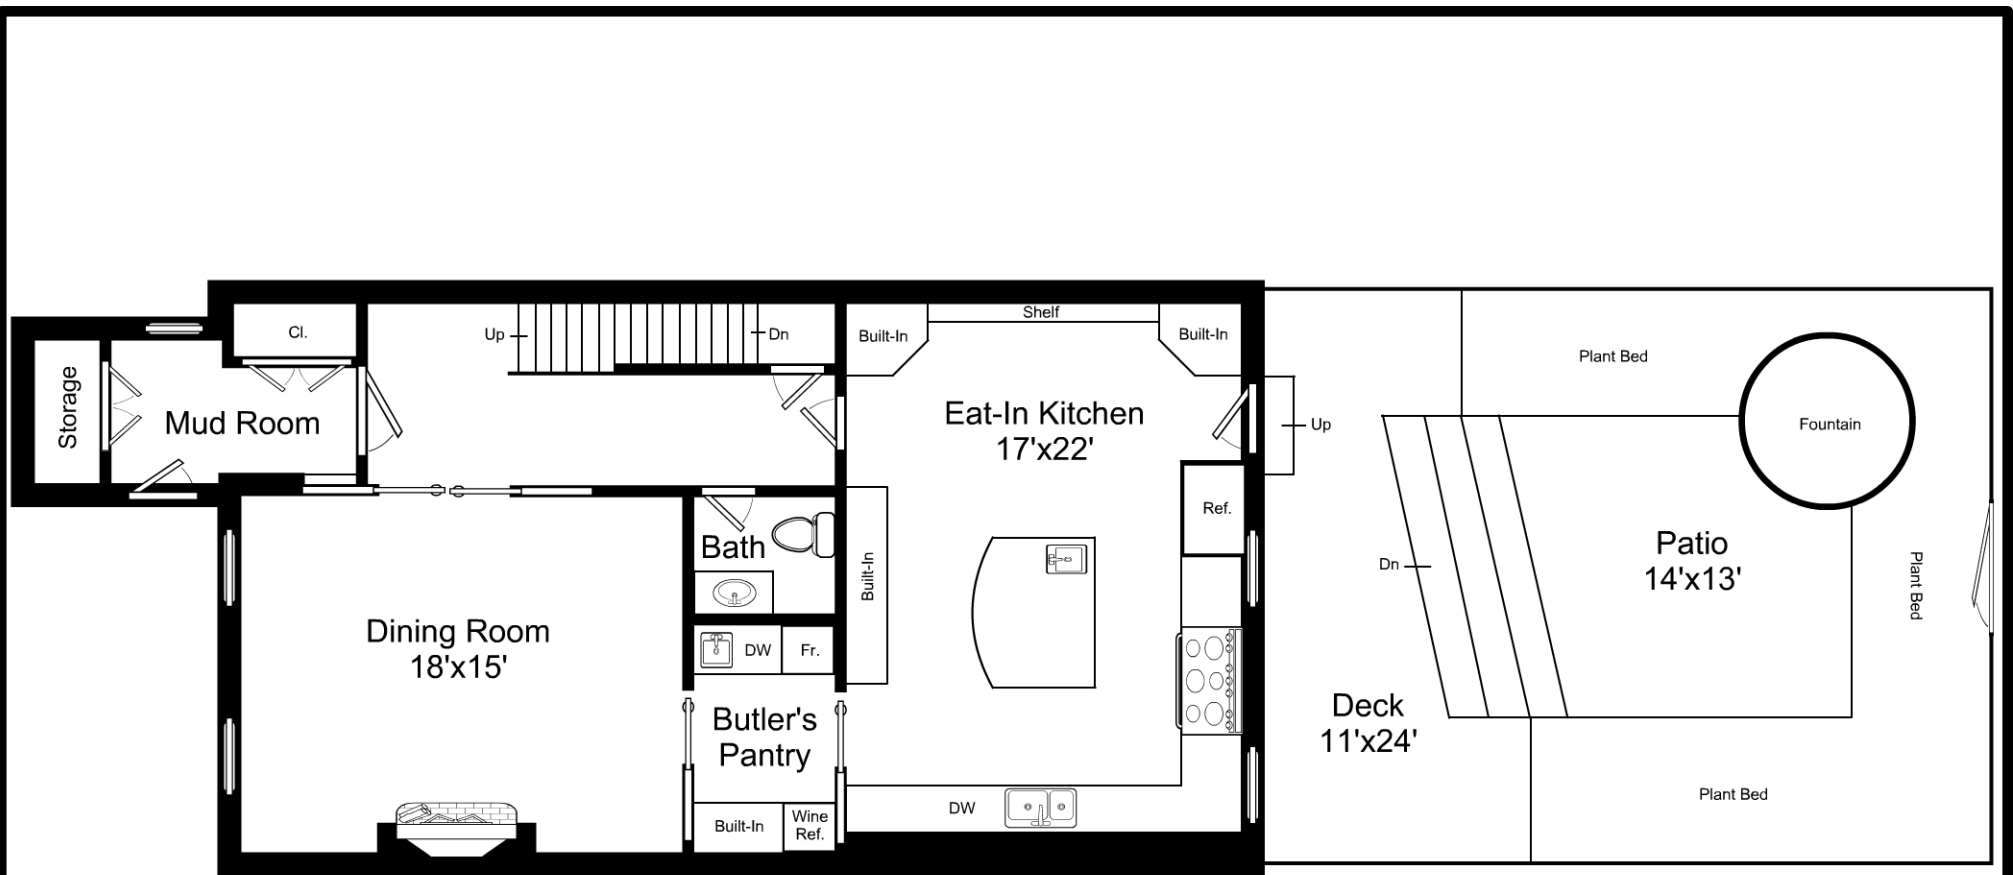 Storage
Mud Room
Cl.
Up
Dn
Dining Room
18'x15'
Bath
DW
Fr.
Butler's
Pantry
Built-In
Wine
Ref.
Built-In
Shelf
Built-In
Eat-In Kitchen
17'x22'
Built-In
Ref.
DW
Up
Dn
Deck
11'x24'
Plant Bed
Fountain
Patio
14'x13'
Plant Bed
Plant Bed